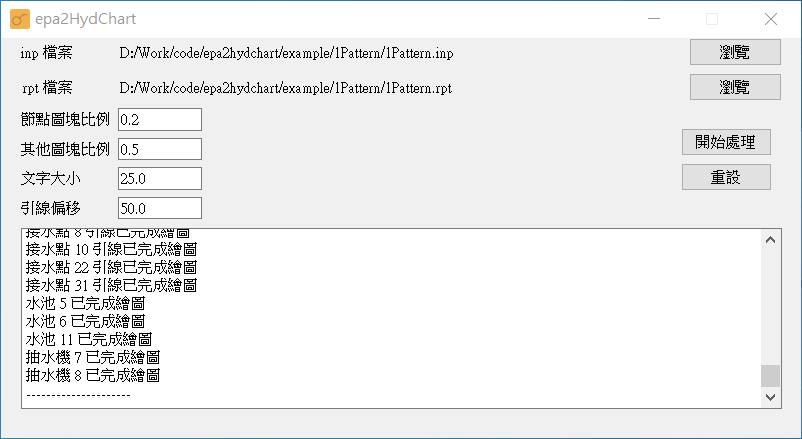 epa2HydChart
inp 檔案 D:/Work/code/epa2hydchart/example/1Pattern/1Pattern.inp 瀏覽
rpt 檔案 D:/Work/code/epa2hydchart/example/1Pattern/1Pattern.rpt 瀏覽
節點圖塊比例 0.2
開始處理
其他圖塊比例 0.5
文字大小 25.0 重設
引線偏移 50.0
接水點 8 引線已完成繪圖
接水點 10 引線已完成繪圖
接水點 22 引線已完成繪圖
接水點 31 引線已完成繪圖
水池 5 已完成繪圖
水池 6 已完成繪圖
水池 11 已完成繪圖
抽水機 7 已完成繪圖
抽水機 8 已完成繪圖
---------------------